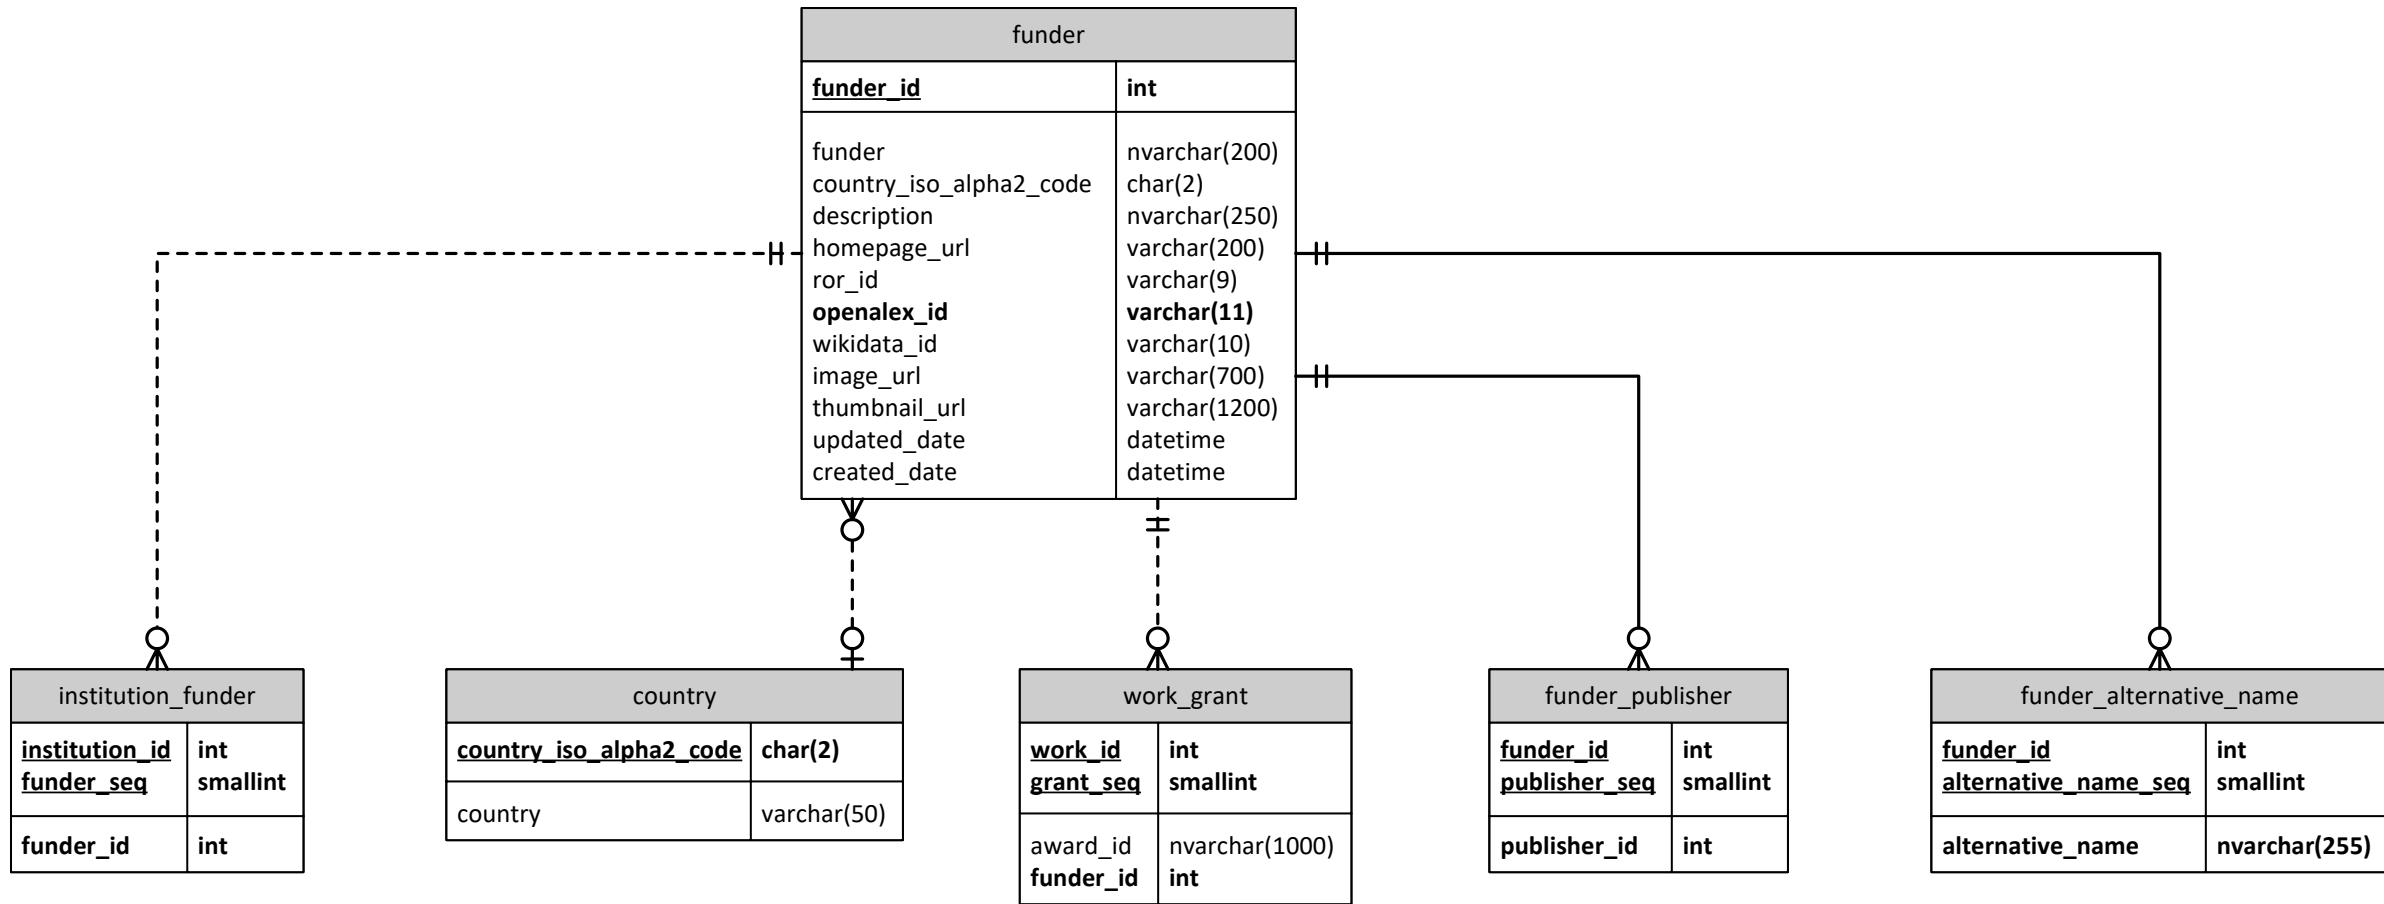 funder
funder_id int
funder nvarchar(200)
country_iso_alpha2_code char(2)
description nvarchar(250)
homepage_url varchar(200)
ror_id varchar(9)
openalex_id varchar(11)
wikidata_id varchar(10)
image_url varchar(700)
thumbnail_url varchar(1200)
updated_date datetime
created_date datetime
institution_funder
institution_id int
funder_seq smallint
funder_id int
country
country_iso_alpha2_code char(2)
country varchar(50)
work_grant
work_id int
grant_seq smallint
award_id nvarchar(1000)
funder_id int
funder_publisher
funder_id int
publisher_seq smallint
publisher_id int
funder_alternative_name
funder_id int
alternative_name_seq smallint
alternative_name nvarchar(255)